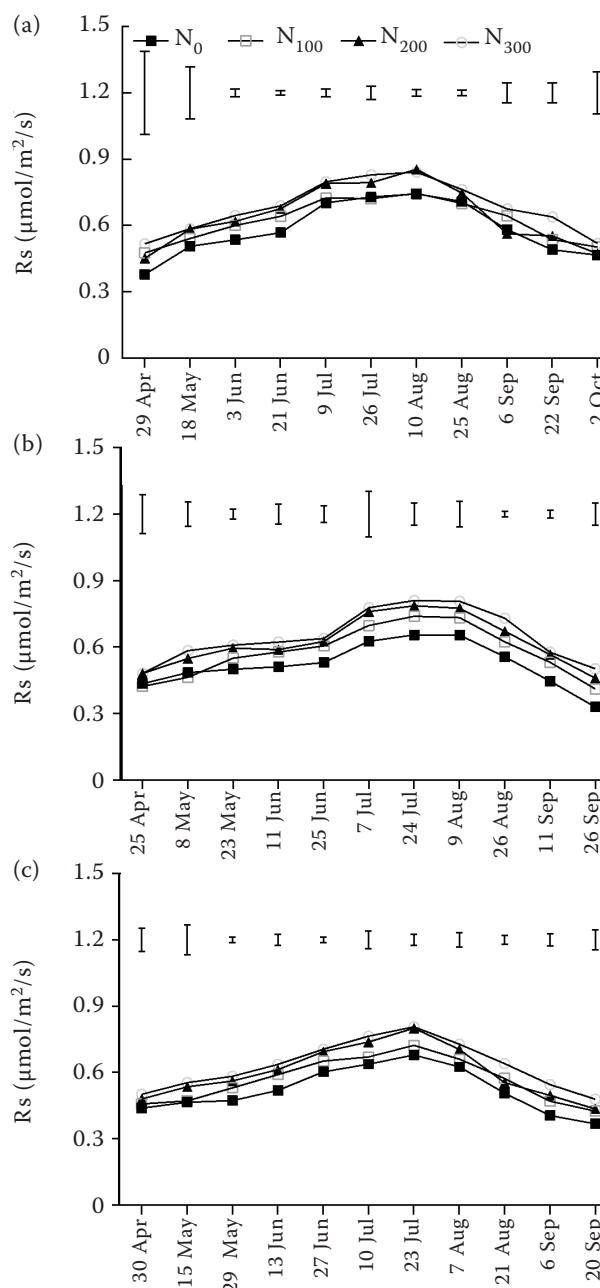 (a)
1.5
N0 N100 N200 N300
1.2
0.9
0.6
0.3
0
Rs (μmol/m²/s)
29 Apr
18 May
3 Jun
21 Jun
9 Jul
26 Jul
10 Aug
25 Aug
6 Sep
22 Sep
2 Oct
(b)
1.5
1.2
0.9
0.6
0.3
0
Rs (μmol/m²/s)
25 Apr
8 May
23 May
11 Jun
25 Jun
7 Jul
24 Jul
9 Aug
26 Aug
11 Sep
26 Sep
(c)
1.5
1.2
0.9
0.6
0.3
0
Rs (μmol/m²/s)
30 Apr
15 May
29 May
13 Jun
27 Jun
10 Jul
23 Jul
7 Aug
21 Aug
6 Sep
20 Sep